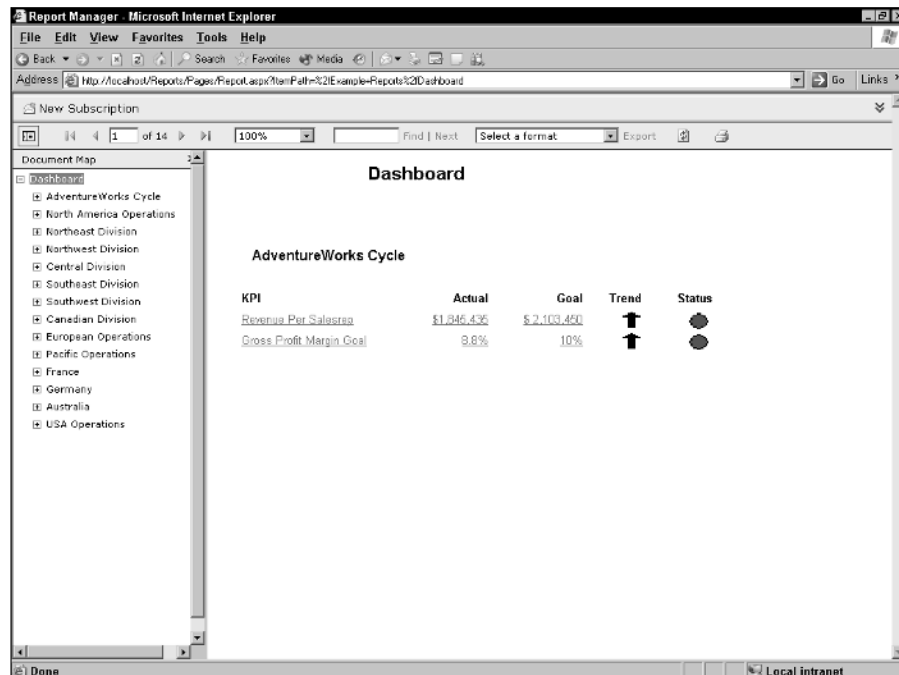 Report Manager - Microsoft Internet Explorer
File Edit View Favorites Tools Help
Back Search Favorites Media
Address http://localhost/Reports/Pages/Report.aspx?ItemPath=%2fExample+Reports%2fDashboard Go Links
New Subscription
1 of 14 100% Find | Next Select a format Export
Document Map
Dashboard
AdventureWorks Cycle
North America Operations
Northeast Division
Northwest Division
Central Division
Southeast Division
Southwest Division
Canadian Division
European Operations
Pacific Operations
France
Germany
Australia
USA Operations
Dashboard
AdventureWorks Cycle
KPI Actual Goal Trend Status
Revenue Per Salesrep $1,845,435 $ 2,103,450
Gross Profit Margin Goal 8.8% 10%
Done Local intranet